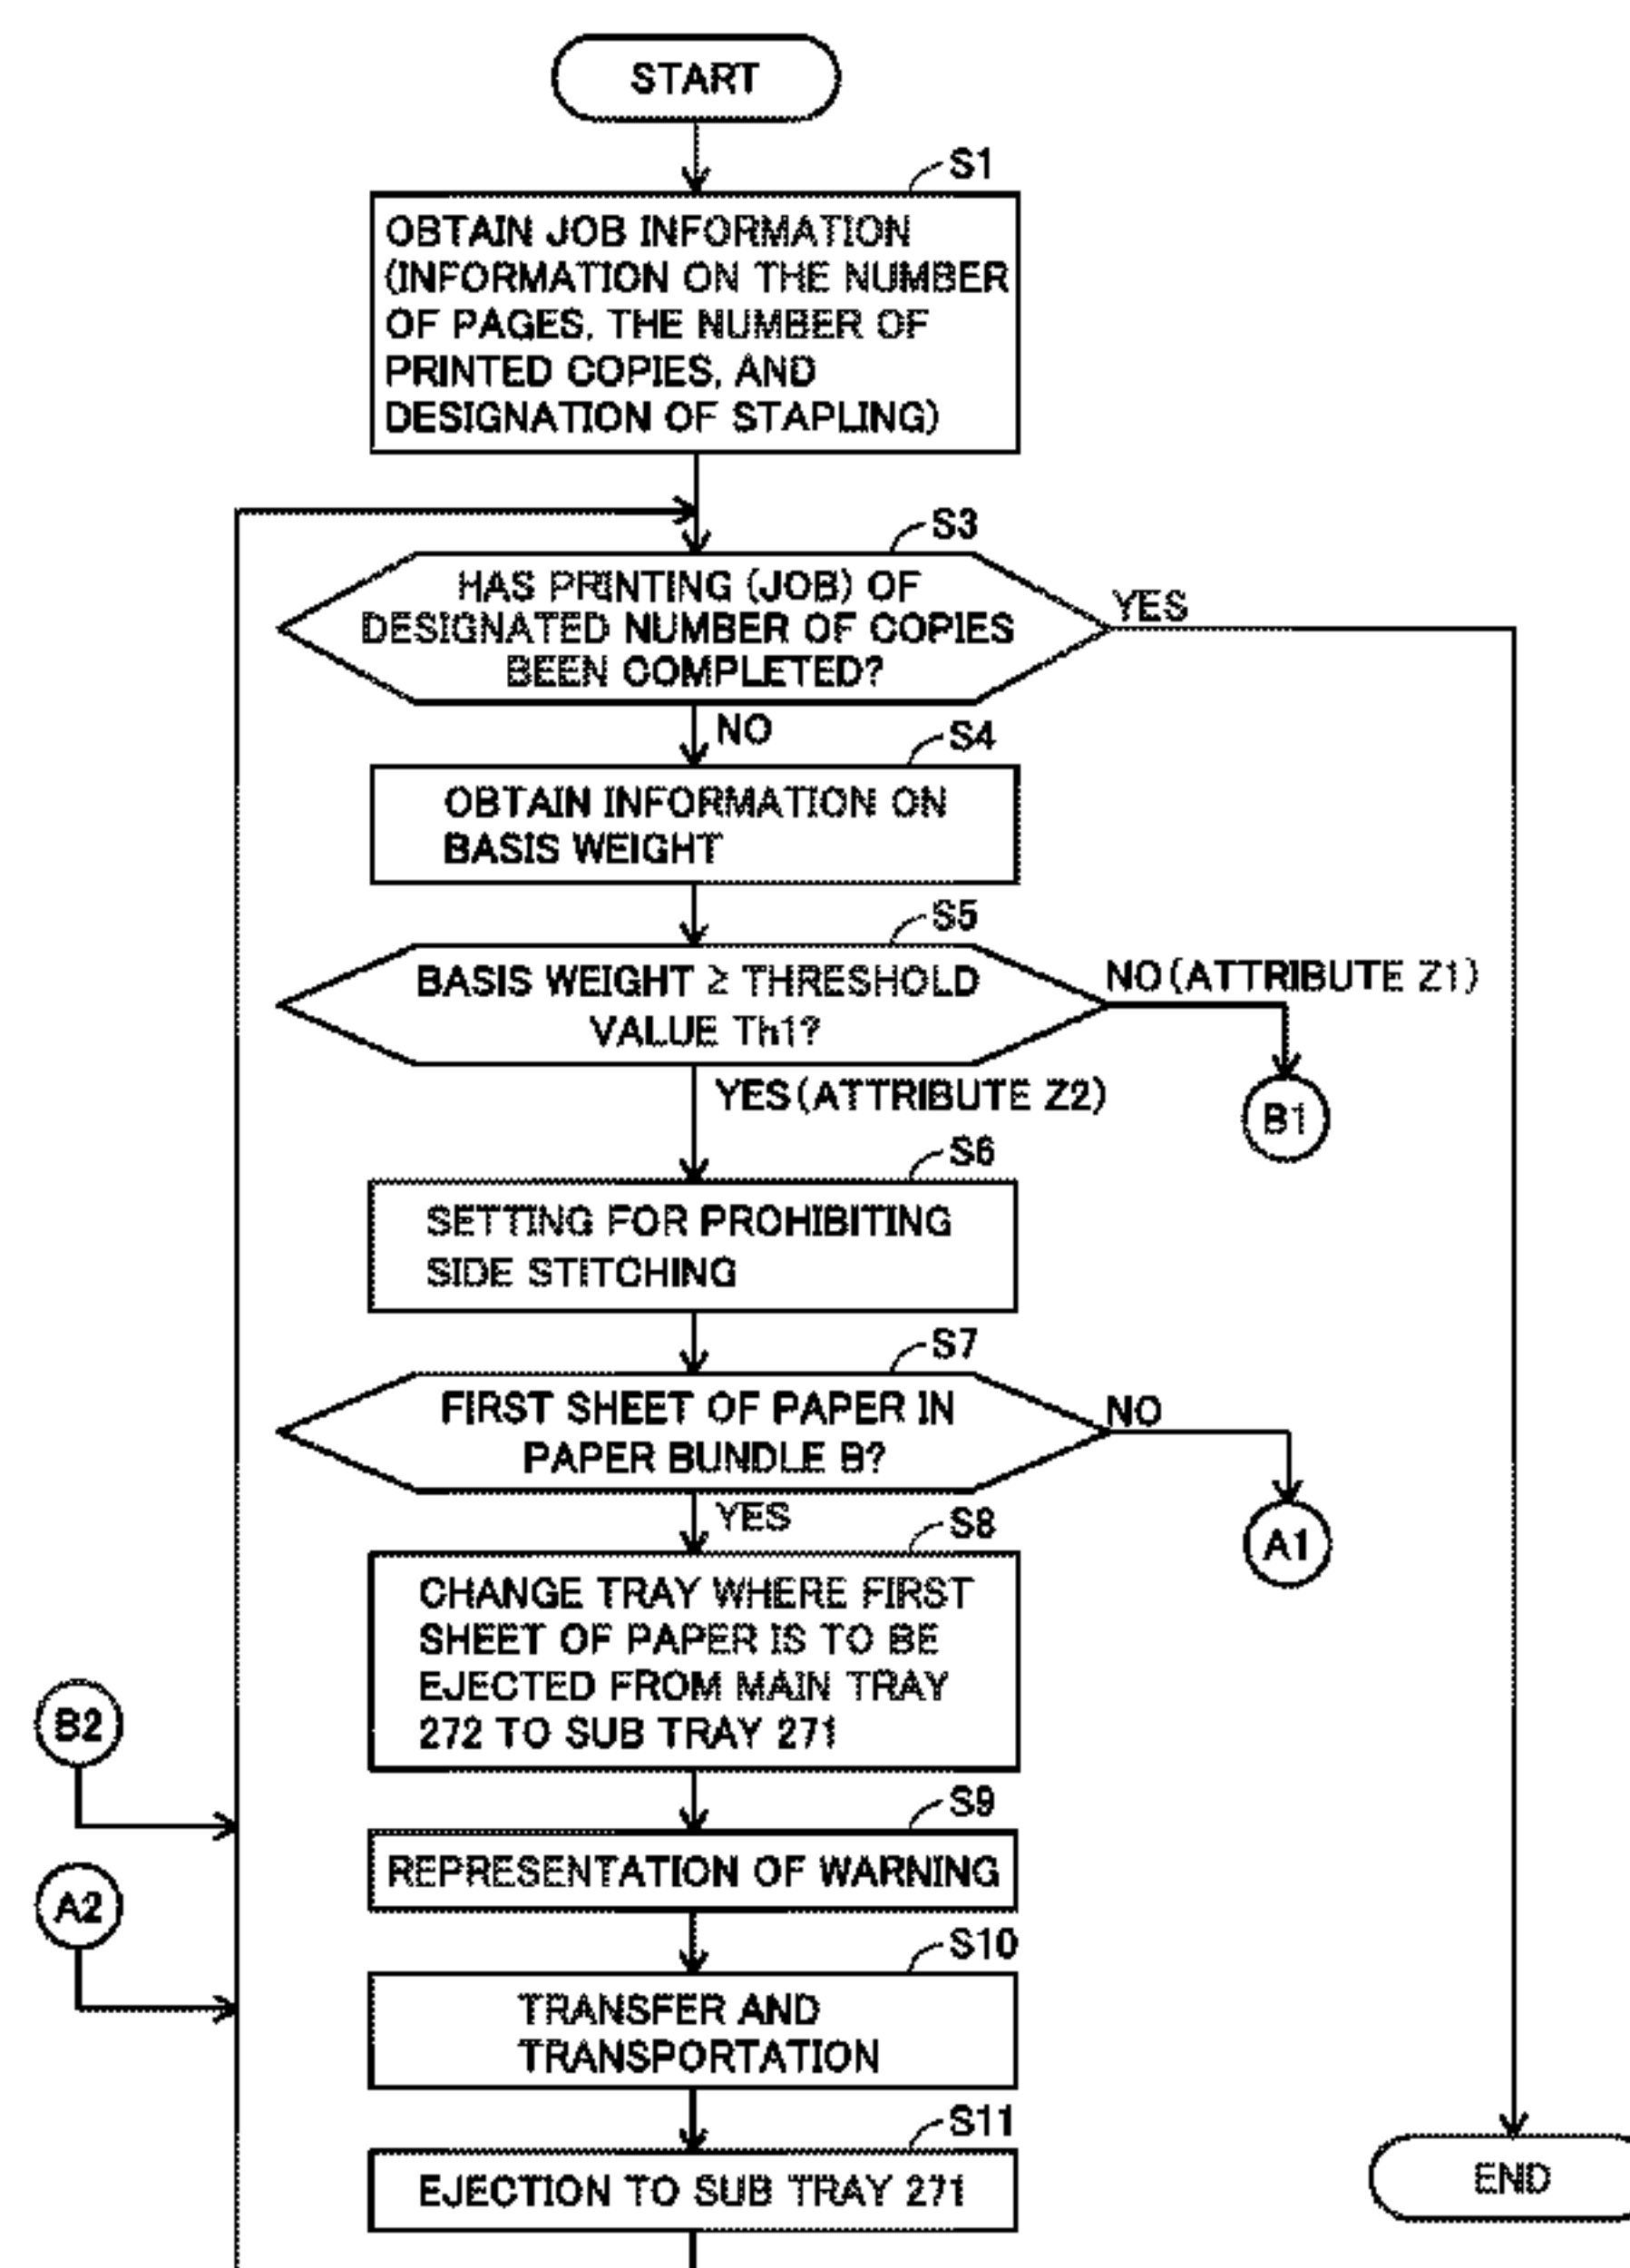 START
S1
OBTAIN JOB INFORMATION
(INFORMATION ON THE NUMBER
OF PAGES, THE NUMBER OF
PRINTED COPIES, AND
DESIGNATION OF STAPLING)
S3
HAS PRINTING (JOB) OF
DESIGNATED NUMBER OF COPIES
BEEN COMPLETED?
YES
NO
S4
OBTAIN INFORMATION ON
BASIS WEIGHT
S5
BASIS WEIGHT ≥ THRESHOLD
VALUE Th1?
NO (ATTRIBUTE Z1)
B1
YES (ATTRIBUTE Z2)
S6
SETTING FOR PROHIBITING
SIDE STITCHING
S7
FIRST SHEET OF PAPER IN
PAPER BUNDLE B?
NO
A1
YES
S8
CHANGE TRAY WHERE FIRST
SHEET OF PAPER IS TO BE
EJECTED FROM MAIN TRAY
272 TO SUB TRAY 271
B2
S9
REPRESENTATION OF WARNING
A2
S10
TRANSFER AND
TRANSPORTATION
S11
EJECTION TO SUB TRAY 271
END